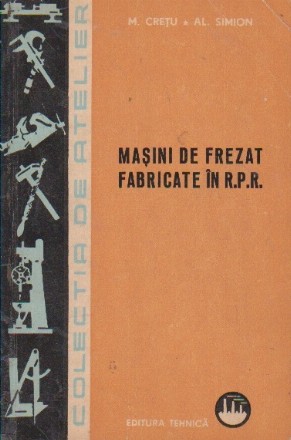 M. CREȚU • AL. SIMION
MAȘINI DE FREZAT
FABRICATE ÎN R.P.R.
COLECȚIA DE ATELIER
EDITURA TEHNICĂ